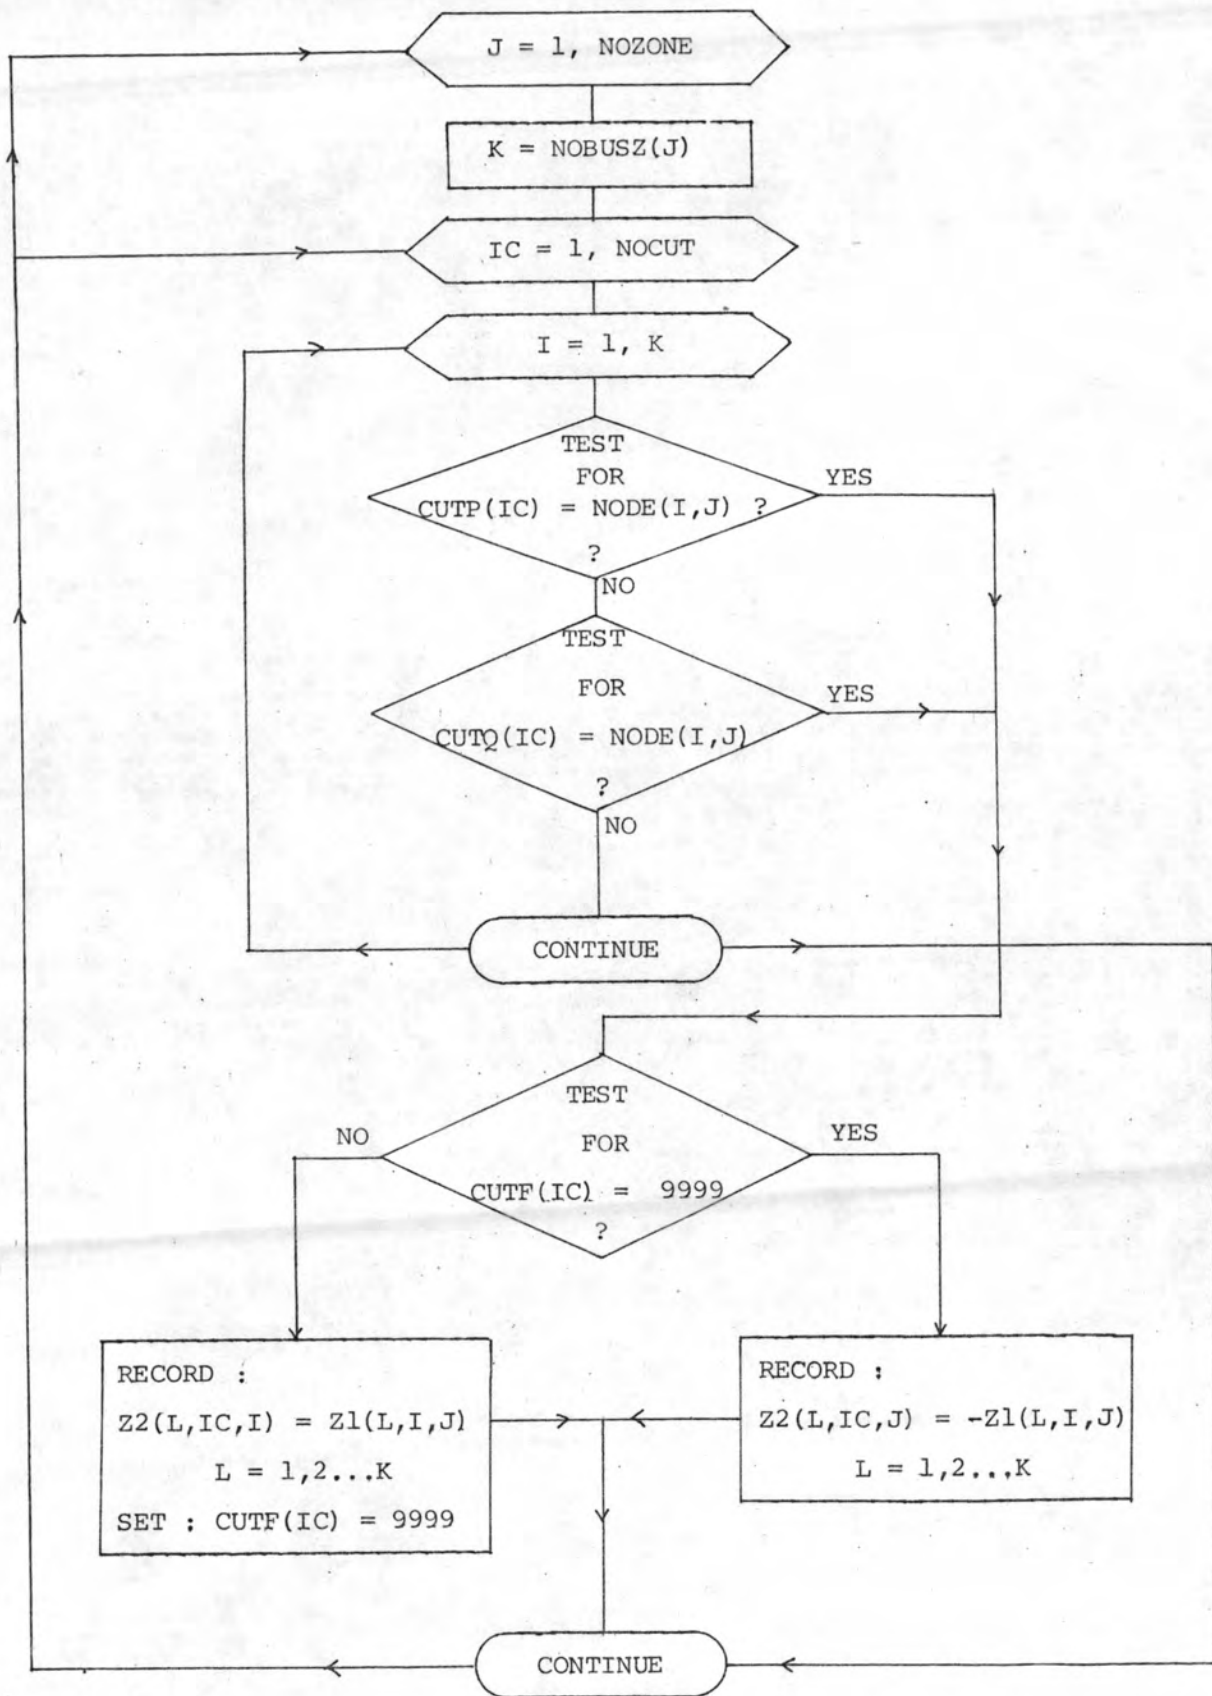 J = 1, NOZONE
K = NOBUSZ(J)
IC = 1, NOCUT
I = 1, K
TEST
FOR
CUTP(IC) = NODE(I,J) ?
?
YES
NO
TEST
FOR
CUTQ(IC) = NODE(I,J)
?
YES
NO
CONTINUE
TEST
FOR
CUTF(IC) = 9999
?
NO
YES
RECORD :
Z2(L,IC,I) = Z1(L,I,J)
L = 1,2...K
SET : CUTF(IC) = 9999
RECORD :
Z2(L,IC,J) = -Z1(L,I,J)
L = 1,2...K
CONTINUE